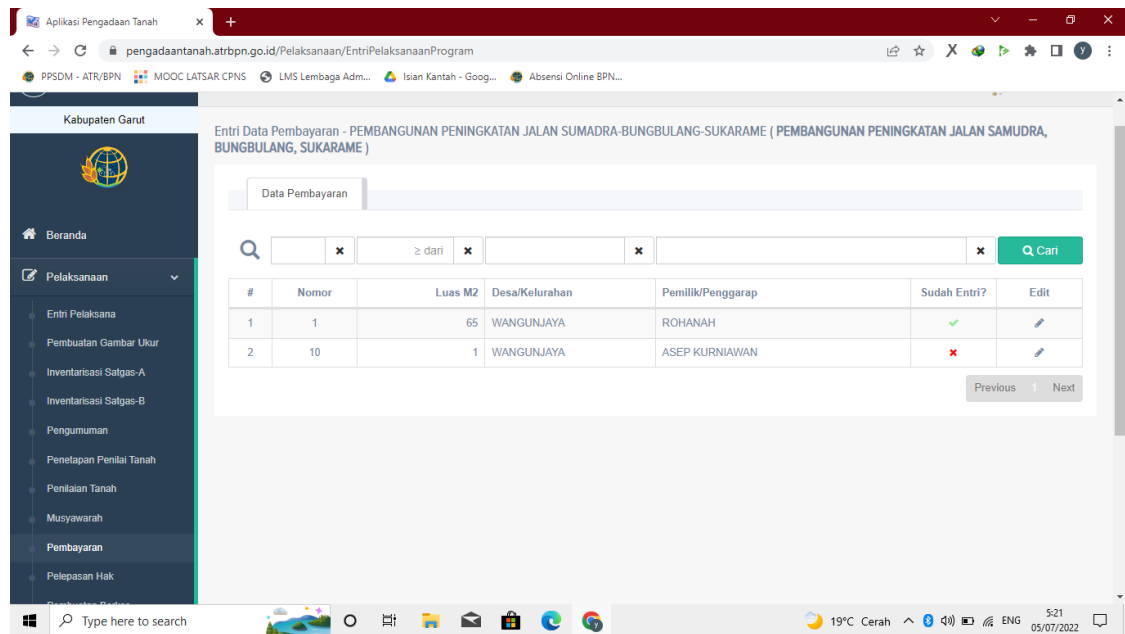 Aplikasi Pengadaan Tanah
pengadaantanah.atrbpn.go.id/Pelaksanaan/EntriPelaksanaanProgram
PPSDM - ATR/BPN MOOC LATSAR CPNS LMS Lembaga Adm... Isian Kantah - Goog... Absensi Online BPN...
Kabupaten Garut
Entri Data Pembayaran - PEMBANGUNAN PENINGKATAN JALAN SUMADRA-BUNGBULANG-SUKARAME ( PEMBANGUNAN PENINGKATAN JALAN SAMUDRA,
BUNGBULANG, SUKARAME )
Data Pembayaran
Beranda
Pelaksanaan
Entri Pelaksana
Pembuatan Gambar Ukur
Inventarisasi Satgas-A
Inventarisasi Satgas-B
Pengumuman
Penetapan Penilai Tanah
Penilaian Tanah
Musyawarah
Pembayaran
Pelepasan Hak
≥ dari Cari
# Nomor Luas M2 Desa/Kelurahan Pemilik/Penggarap Sudah Entri? Edit
1 1 65 WANGUNJAYA ROHANAH
2 10 1 WANGUNJAYA ASEP KURNIAWAN
Previous 1 Next
Type here to search
19°C Cerah ENG 5:21
05/07/2022